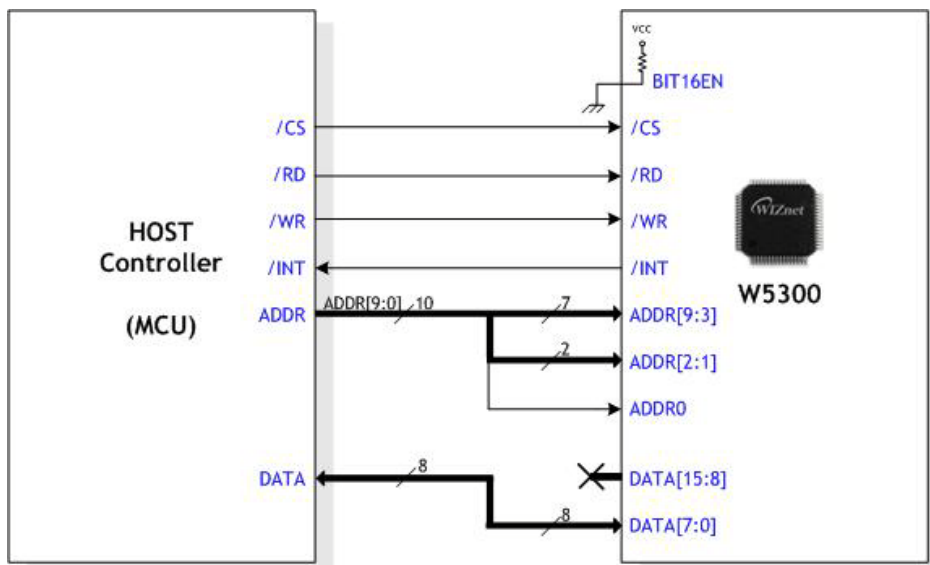 VCC
BIT16EN
/CS
/CS
/RD
/RD
/WR
/WR
WIZnet
HOST
Controller
(MCU)
/INT
/INT
W5300
ADDR
ADDR[9:0]
10
7
ADDR[9:3]
2
ADDR[2:1]
ADDR0
DATA
8
DATA[15:8]
8
DATA[7:0]